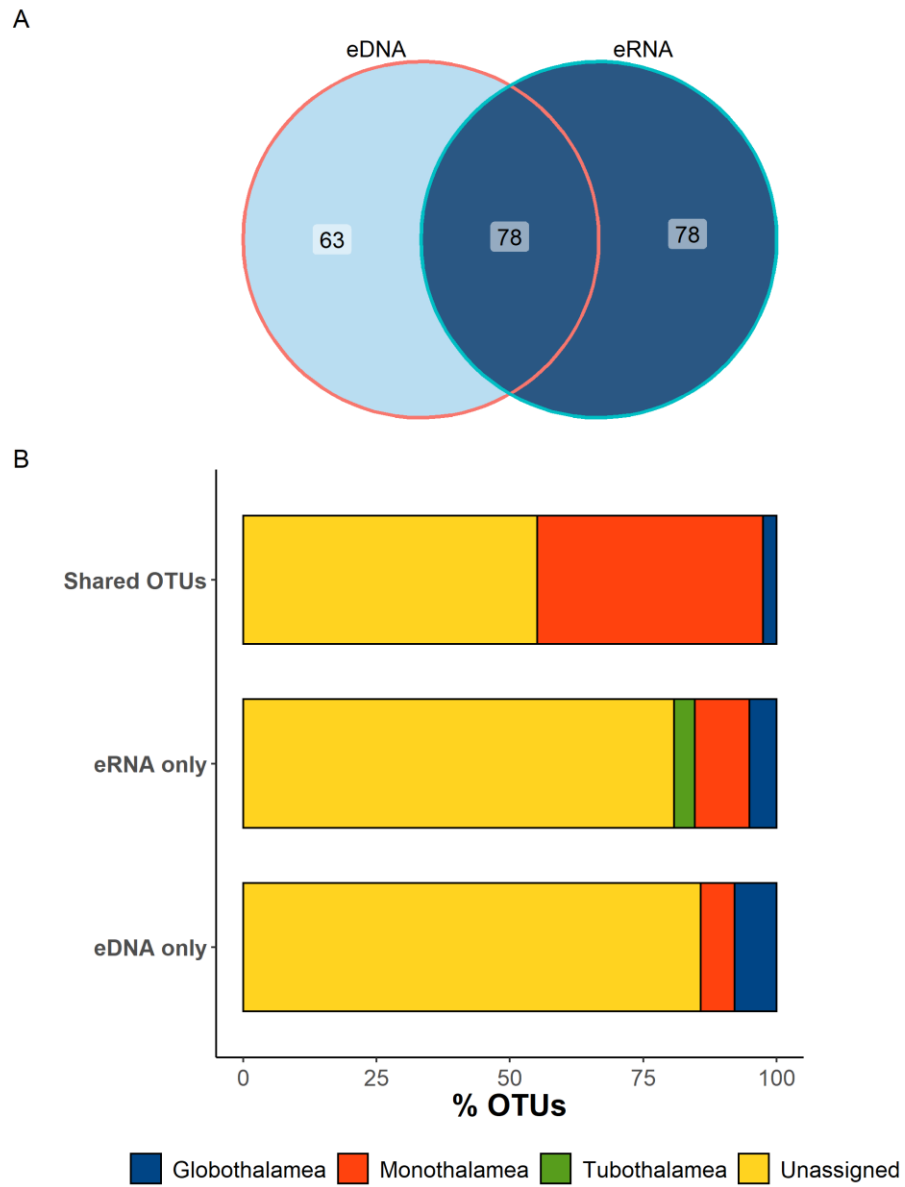 A
eDNA eRNA
63 78 78
B
Shared OTUs
eRNA only
eDNA only
0 25 50 75 100
% OTUs
Globothalamea Monothalamea Tubothalamea Unassigned